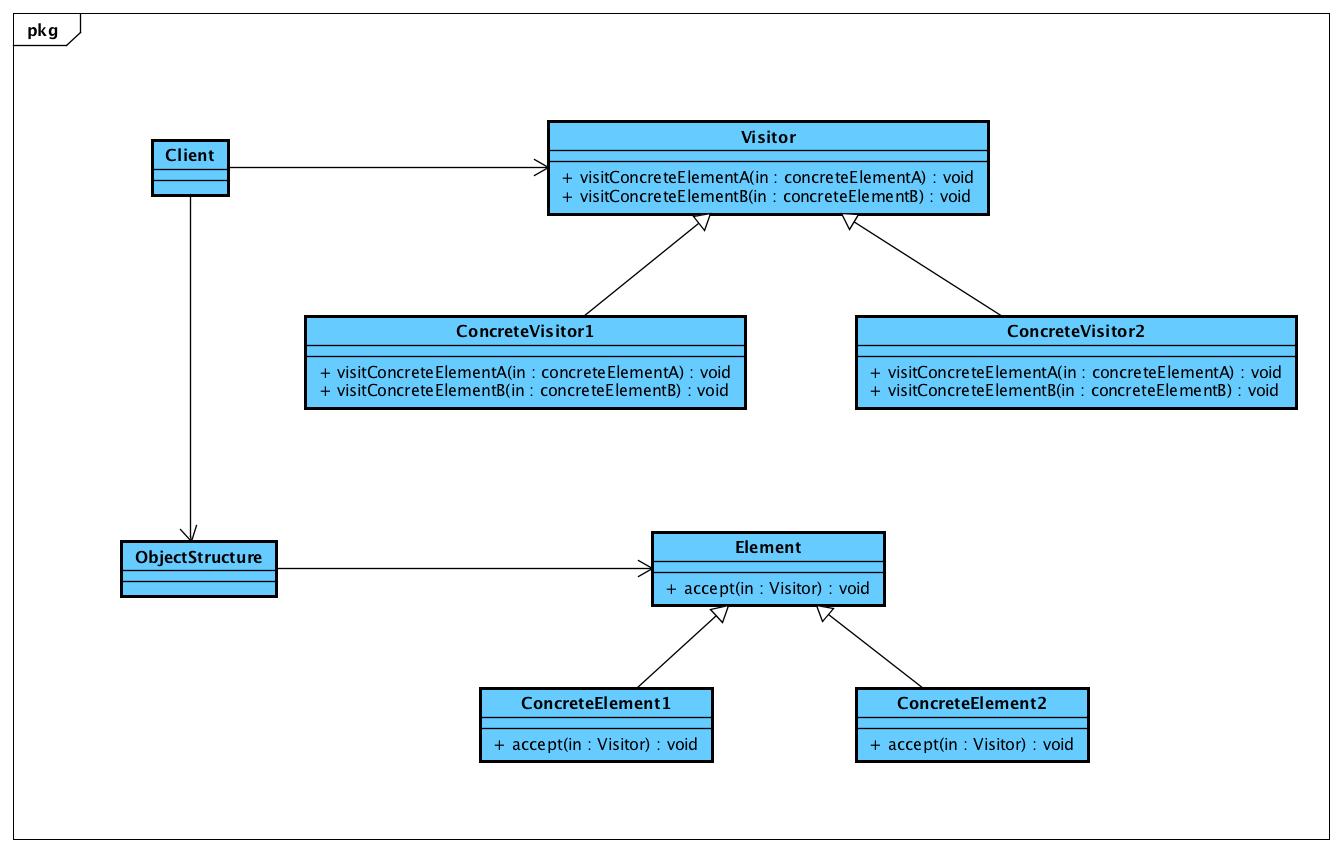 pkg
Client
Visitor
+ visitConcreteElementA(in : concreteElementA) : void
+ visitConcreteElementB(in : concreteElementB) : void
ConcreteVisitor1
+ visitConcreteElementA(in : concreteElementA) : void
+ visitConcreteElementB(in : concreteElementB) : void
ConcreteVisitor2
+ visitConcreteElementA(in : concreteElementA) : void
+ visitConcreteElementB(in : concreteElementB) : void
ObjectStructure
Element
+ accept(in : Visitor) : void
ConcreteElement1
+ accept(in : Visitor) : void
ConcreteElement2
+ accept(in : Visitor) : void